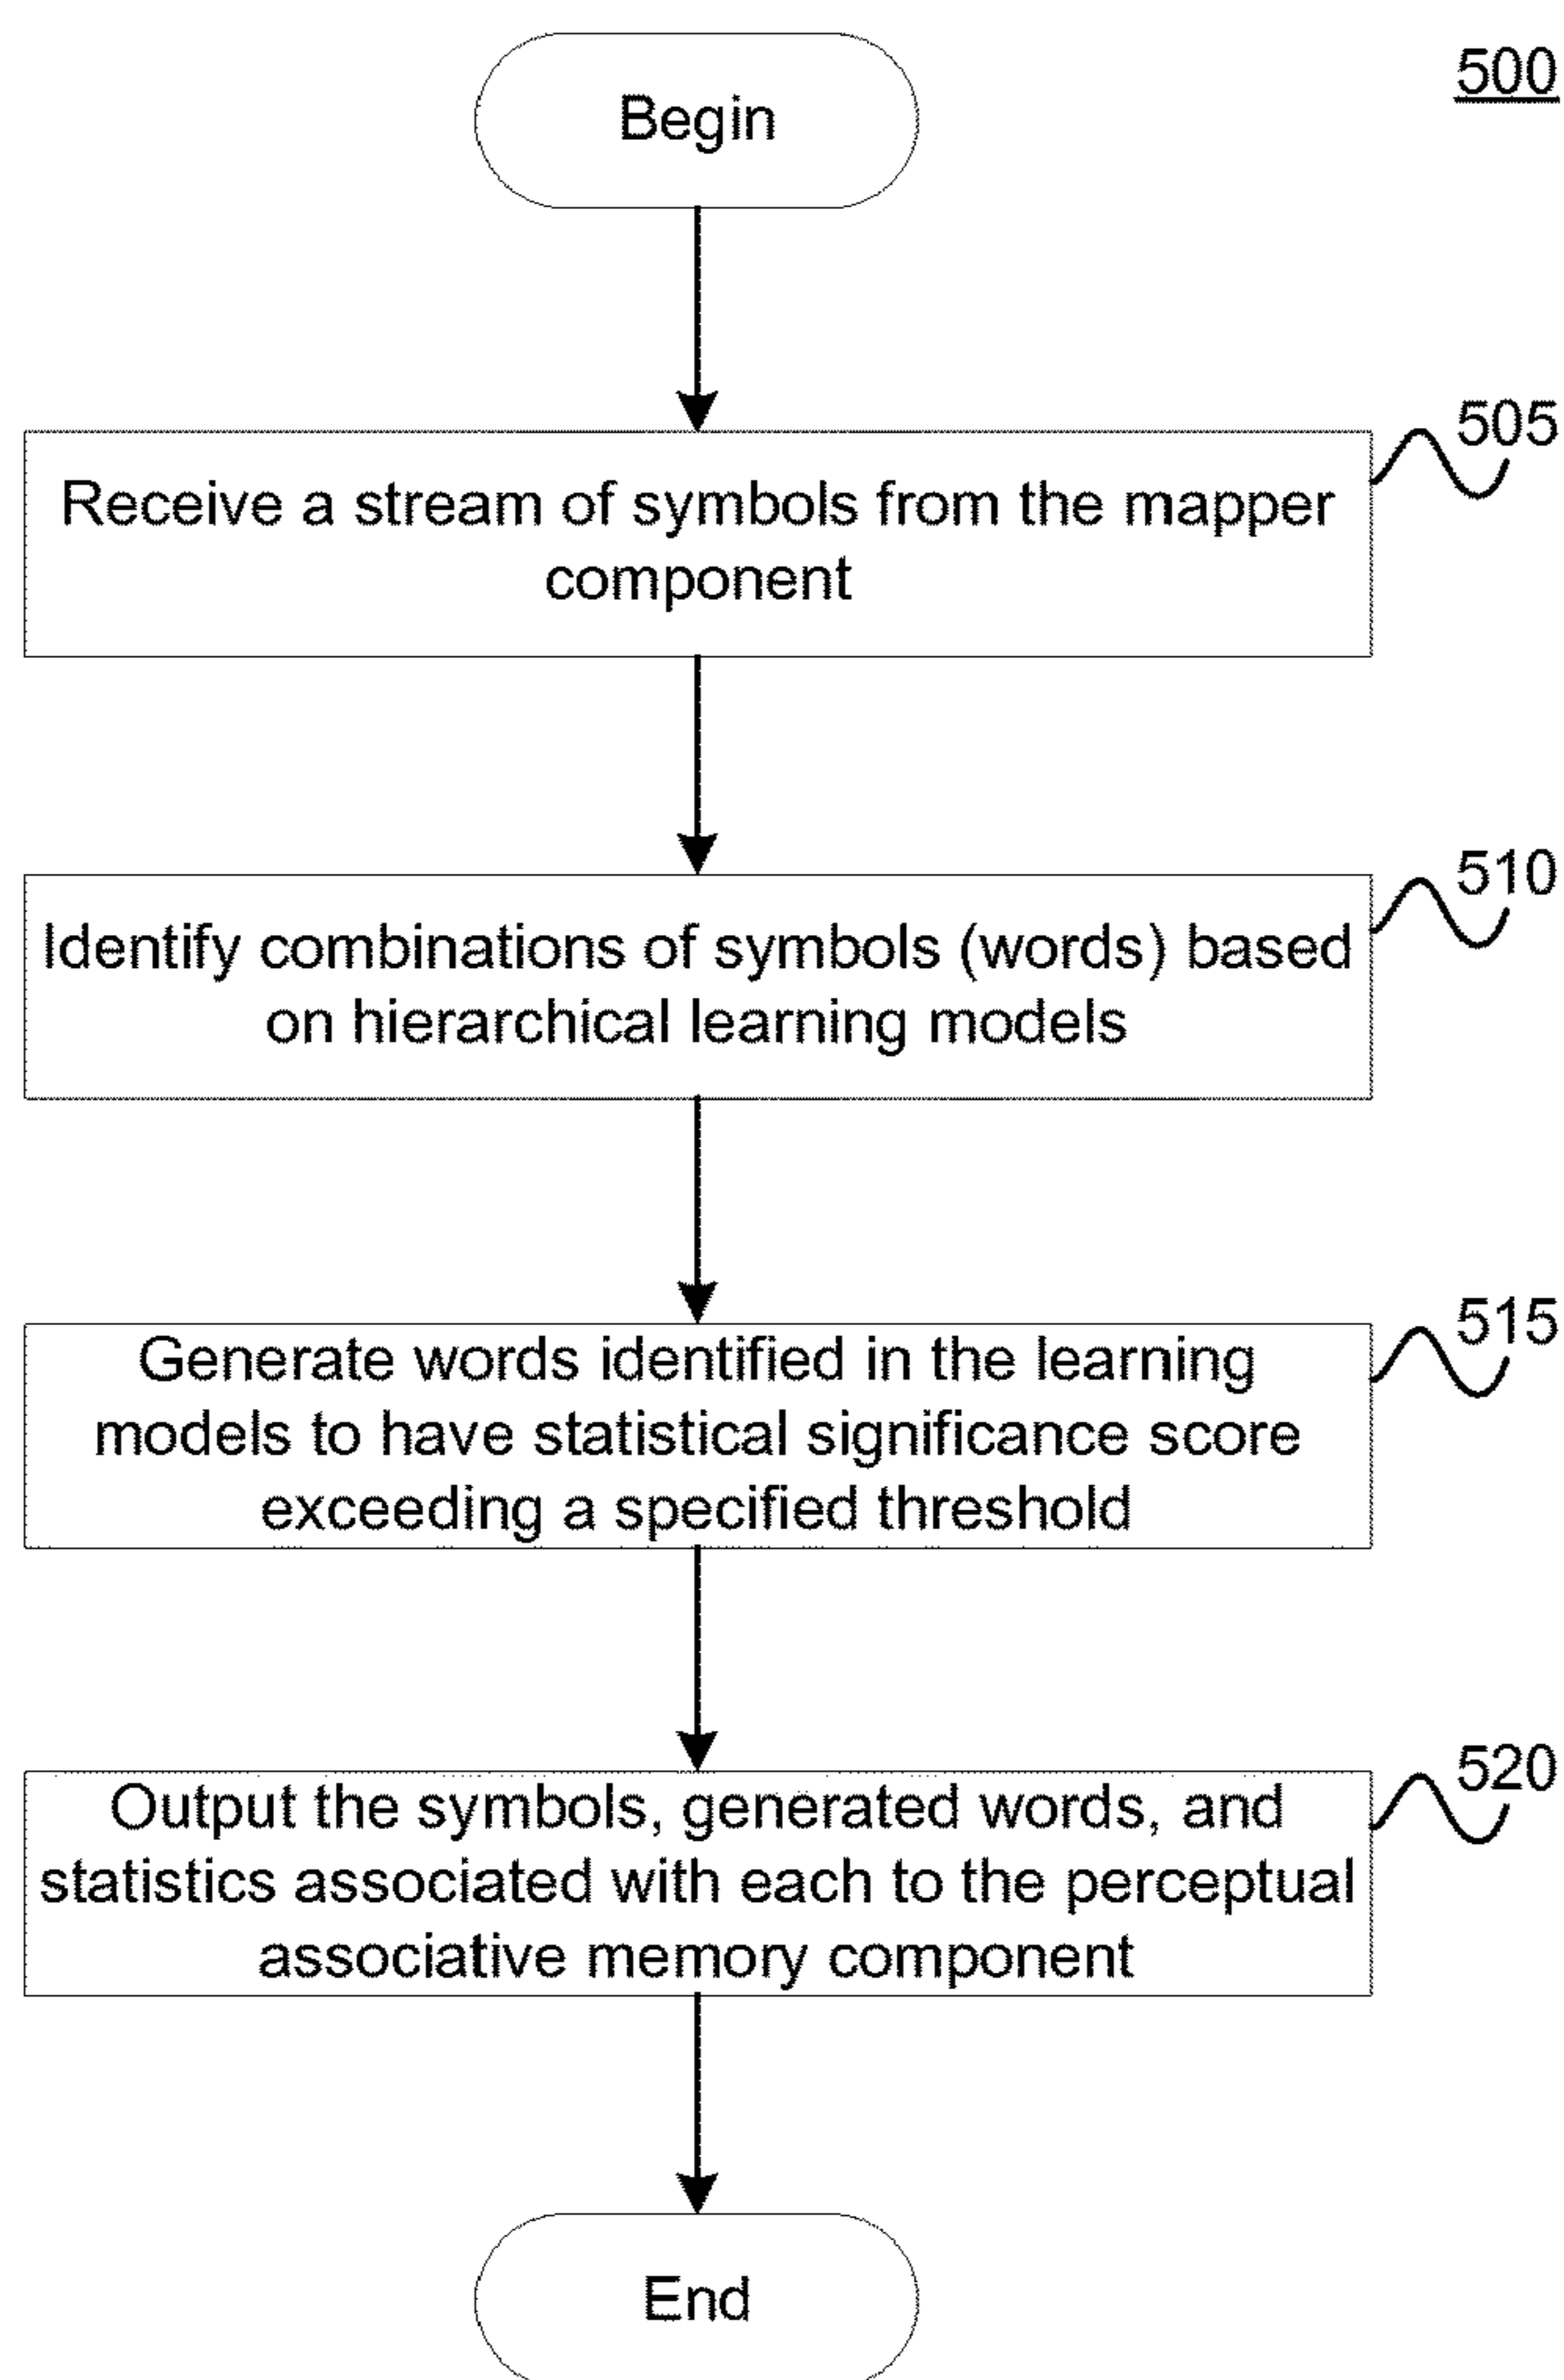 500
Begin
505
Receive a stream of symbols from the mapper
component
510
Identify combinations of symbols (words) based
on hierarchical learning models
515
Generate words identified in the learning
models to have statistical significance score
exceeding a specified threshold
520
Output the symbols, generated words, and
statistics associated with each to the perceptual
associative memory component
End